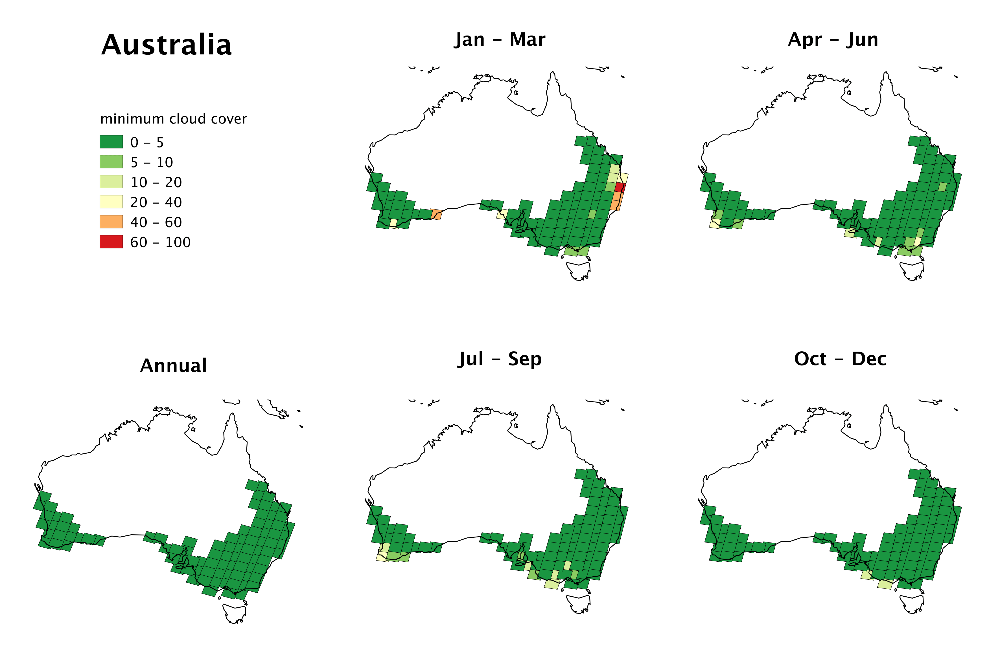 Australia
Jan – Mar
Apr – Jun
minimum cloud cover
0 – 5
5 – 10
10 – 20
20 – 40
40 – 60
60 – 100
Annual
Jul – Sep
Oct – Dec